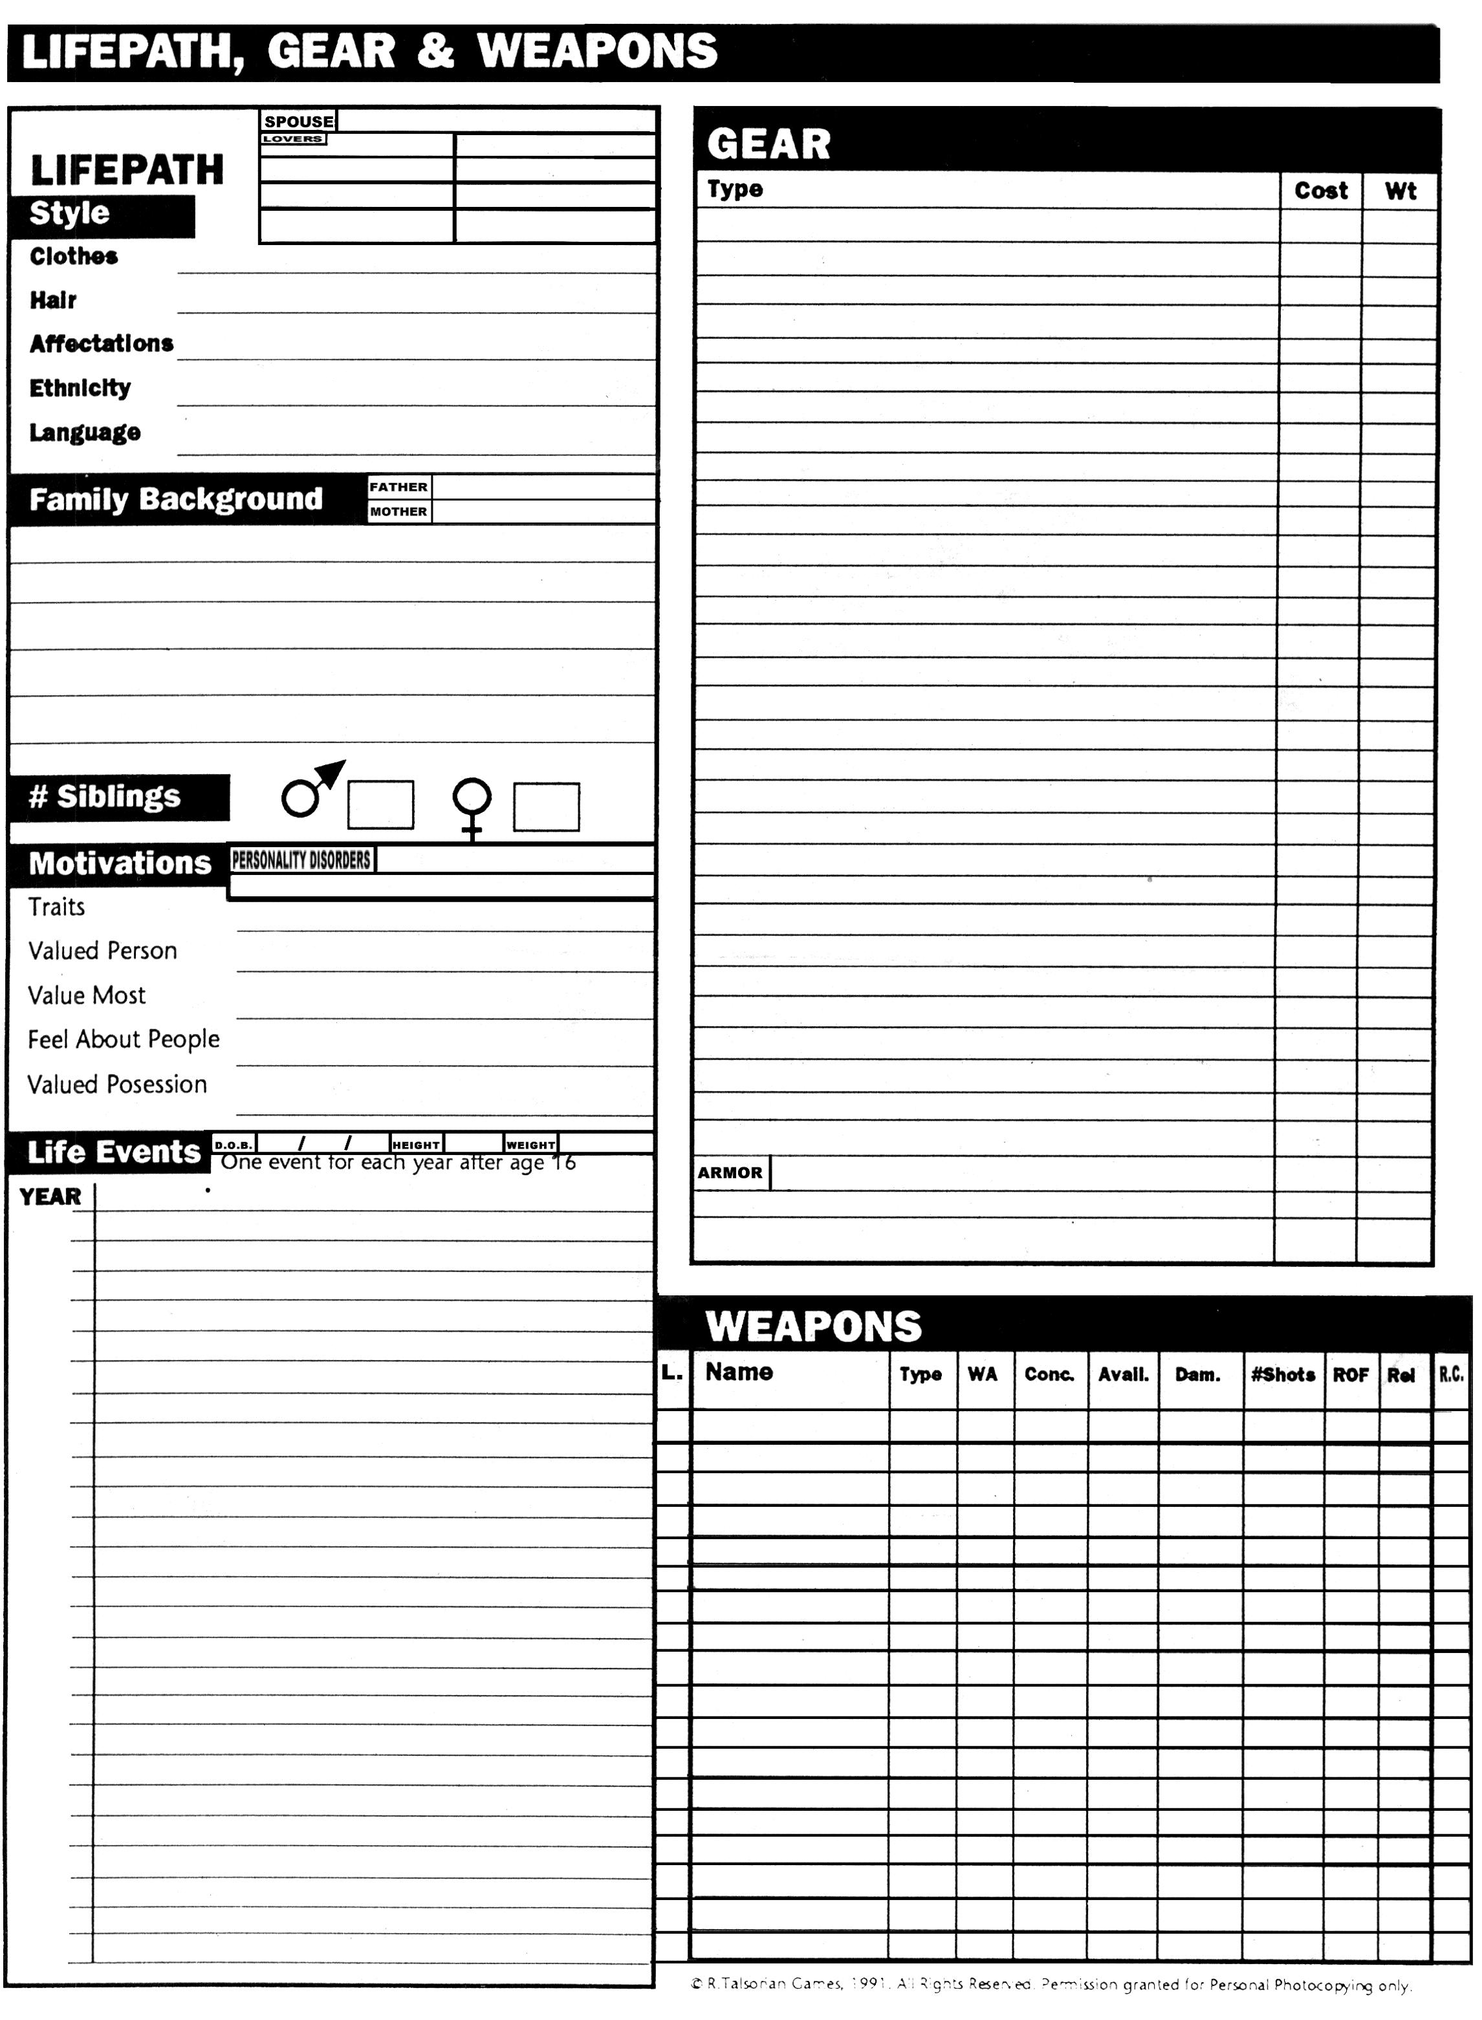 LIFEPATH, GEAR & WEAPONS
LIFEPATH
SPOUSE
LOVERS
Style
Clothes
Hair
Affectations
Ethnicity
Language
Family Background
FATHER
MOTHER
# Siblings
♂ ♀
Motivations
PERSONALITY DISORDERS
Traits
Valued Person
Value Most
Feel About People
Valued Posession
Life Events
D.O.B. / / HEIGHT WEIGHT
One event for each year after age 16
YEAR
GEAR
Type Cost Wt
ARMOR
WEAPONS
L. Name Type WA Conc. Avail. Dam. #Shots ROF Rel R.C.
© R.Talsorian Games, 1991. All Rights Reserved. Permission granted for Personal Photocopying only.